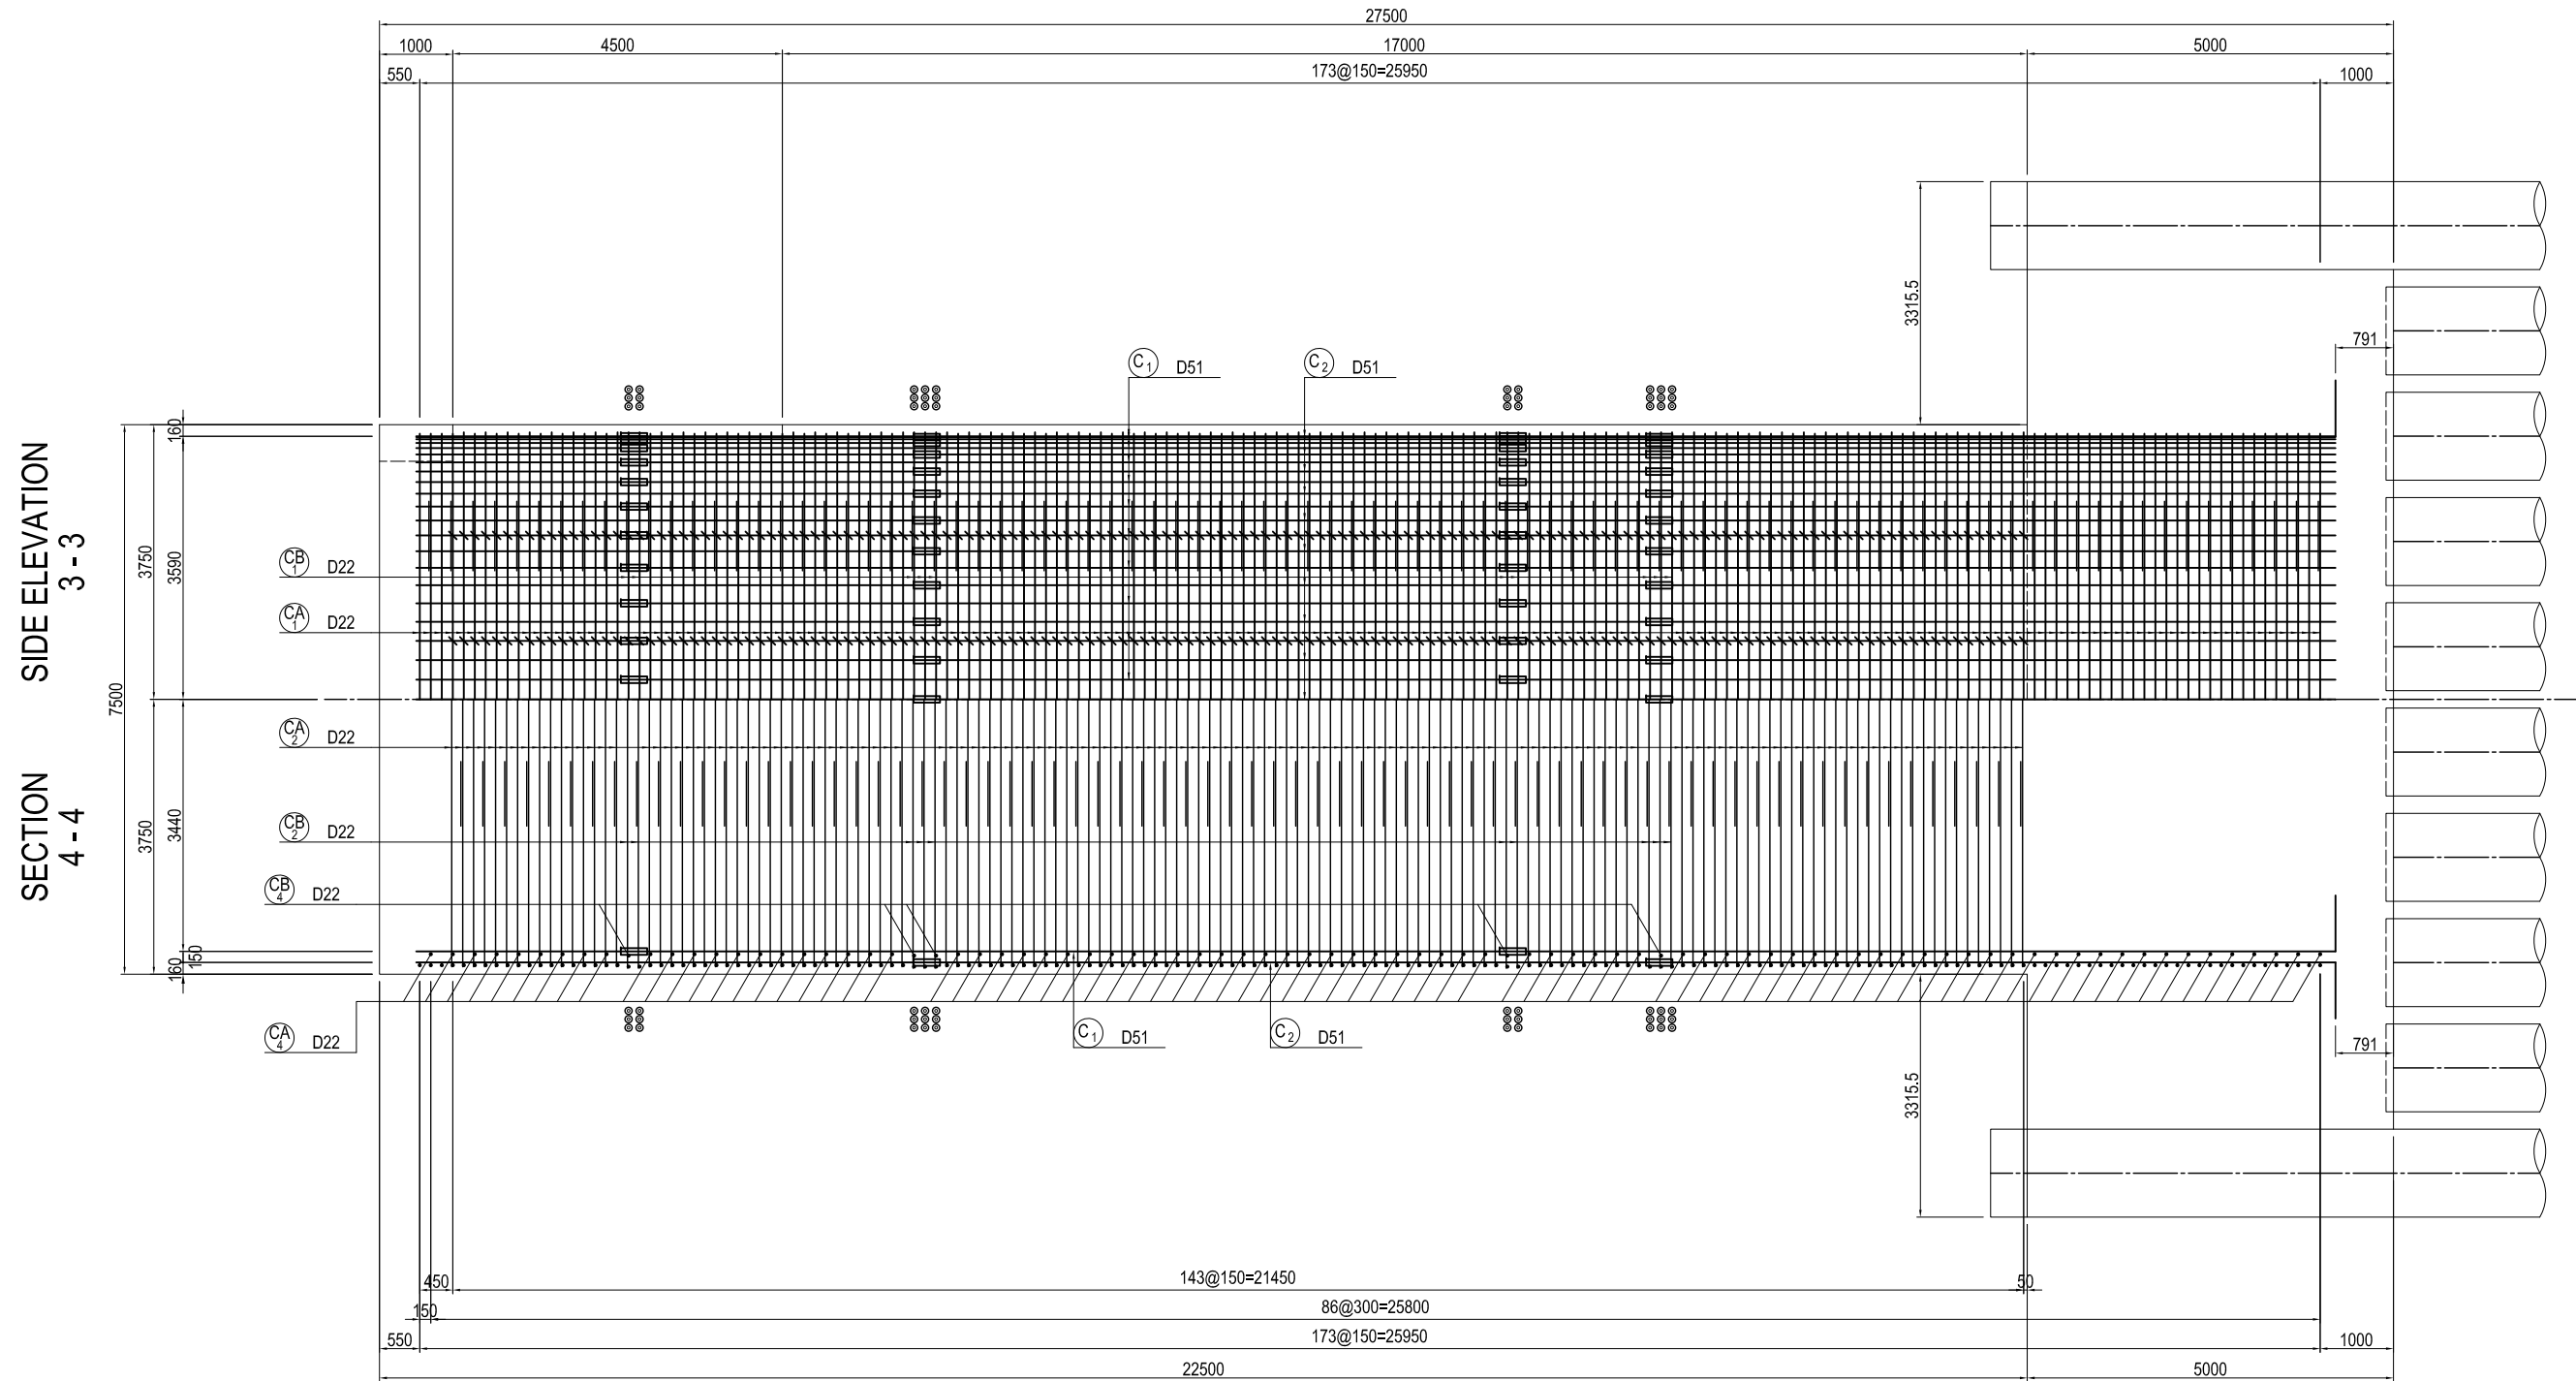 27500
1000 4500 17000 5000
550 173@150=25950 1000
3315.5
791
C1 D51 C2 D51
160
SIDE ELEVATION
3 - 3
3750
3590
CB1 D22
CA1 D22
7500
CA2 D22
SECTION
4 - 4
3750
3440
CB2 D22
CB4 D22
150
160
CA4 D22
C1 D51 C2 D51
791
3315.5
450 143@150=21450 50
150 86@300=25800
550 173@150=25950 1000
22500 5000